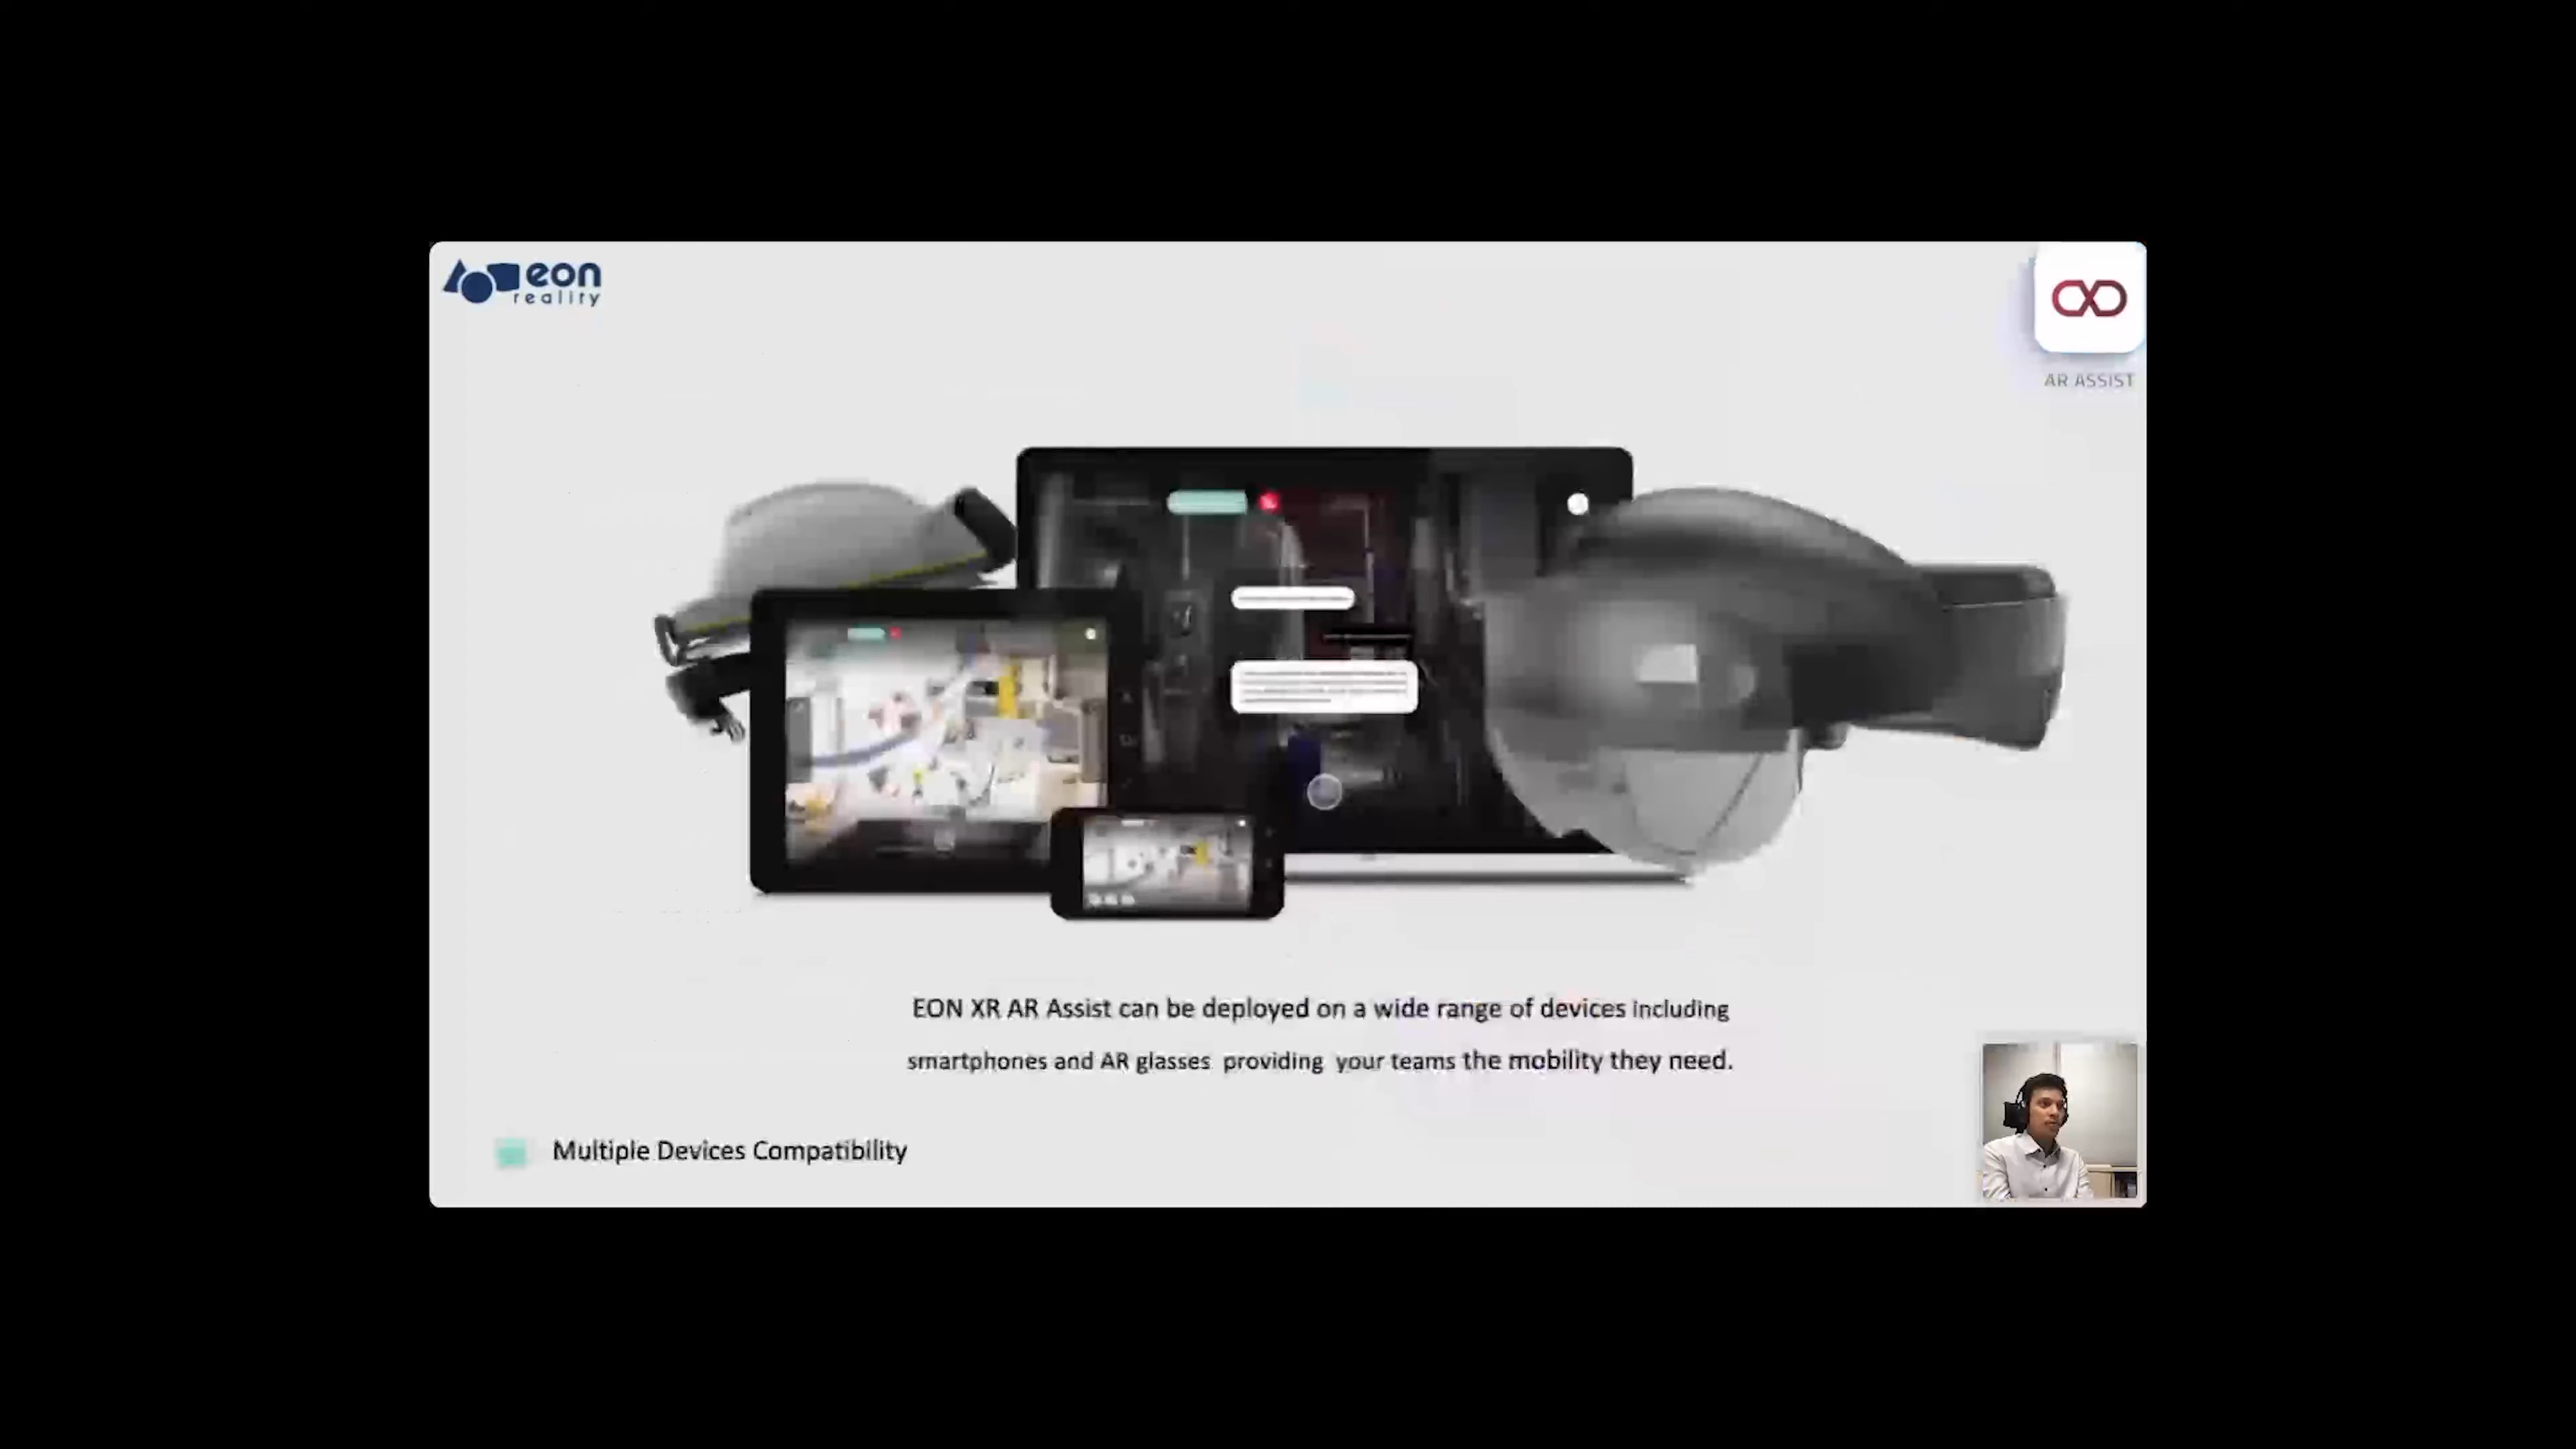 eon
reality
AR ASSIST
EON XR AR Assist can be deployed on a wide range of devices including
smartphones and AR glasses providing your teams the mobility they need.
Multiple Devices Compatibility